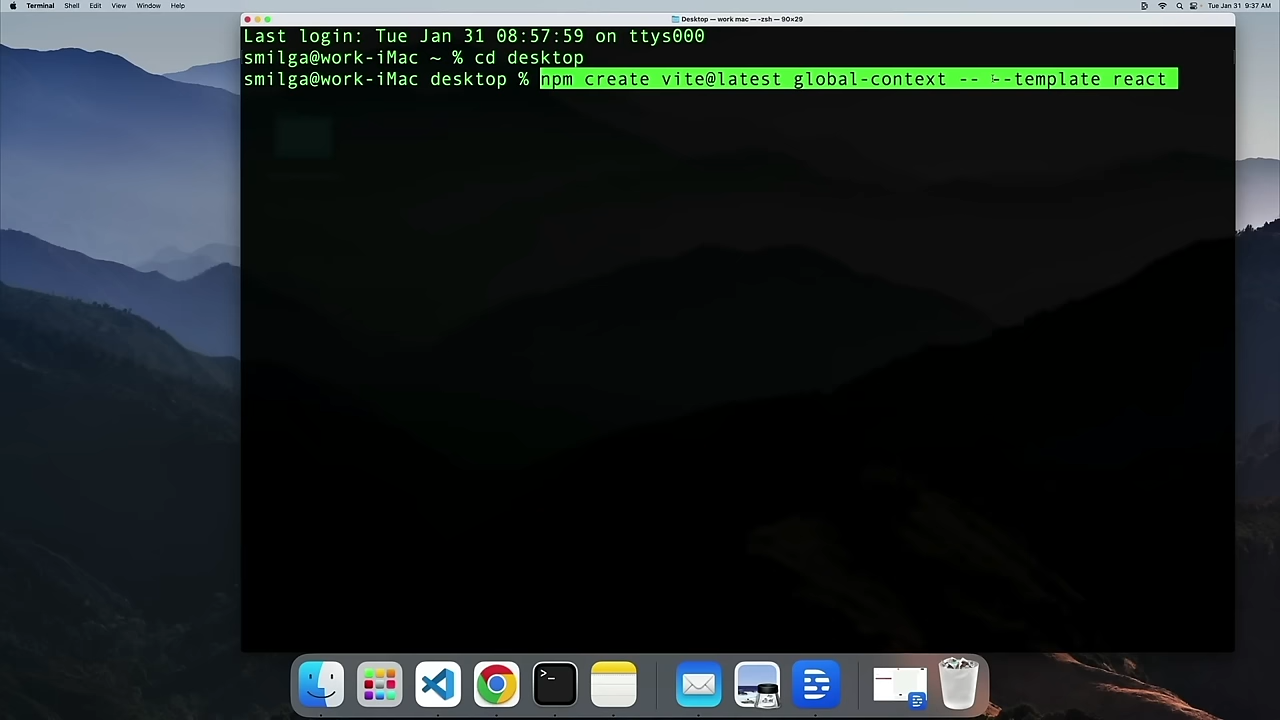 Terminal Shell Edit View Window Help
Tue Jan 31 9:37 AM
Desktop — work mac — -zsh — 90×29
Last login: Tue Jan 31 08:57:59 on ttys000
smilga@work-iMac ~ % cd desktop
smilga@work-iMac desktop % npm create vite@latest global-context -- --template react
>_